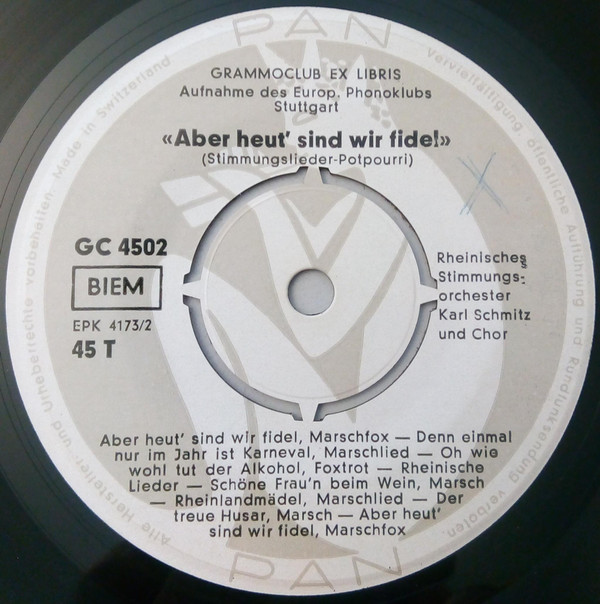 PAN
GRAMMOCLUB EX LIBRIS
Aufnahme des Europ. Phonoklubs
Stuttgart
«Aber heut' sind wir fidel»
(Stimmungslieder-Potpourri)
GC 4502
BIEM
EPK 4173/2
45 T
Rheinisches
Stimmungs-
orchester
Karl Schmitz
und Chor
Aber heut' sind wir fidel, Marschfox — Denn einmal
nur im Jahr ist Karneval, Marschlied — Oh wie
wohl tut der Alkohol, Foxtrot — Rheinische
Lieder — Schöne Frau'n beim Wein, Marsch
— Rheinlandmädel, Marschlied — Der
treue Husar, Marsch — Aber heut'
sind wir fidel, Marschfox
PAN
Alle Hersteller- und Urheberrechte vorbehalten. Made in Switzerland
Vervielfältigung, öffentliche Aufführung und Rundfunksendung verboten.